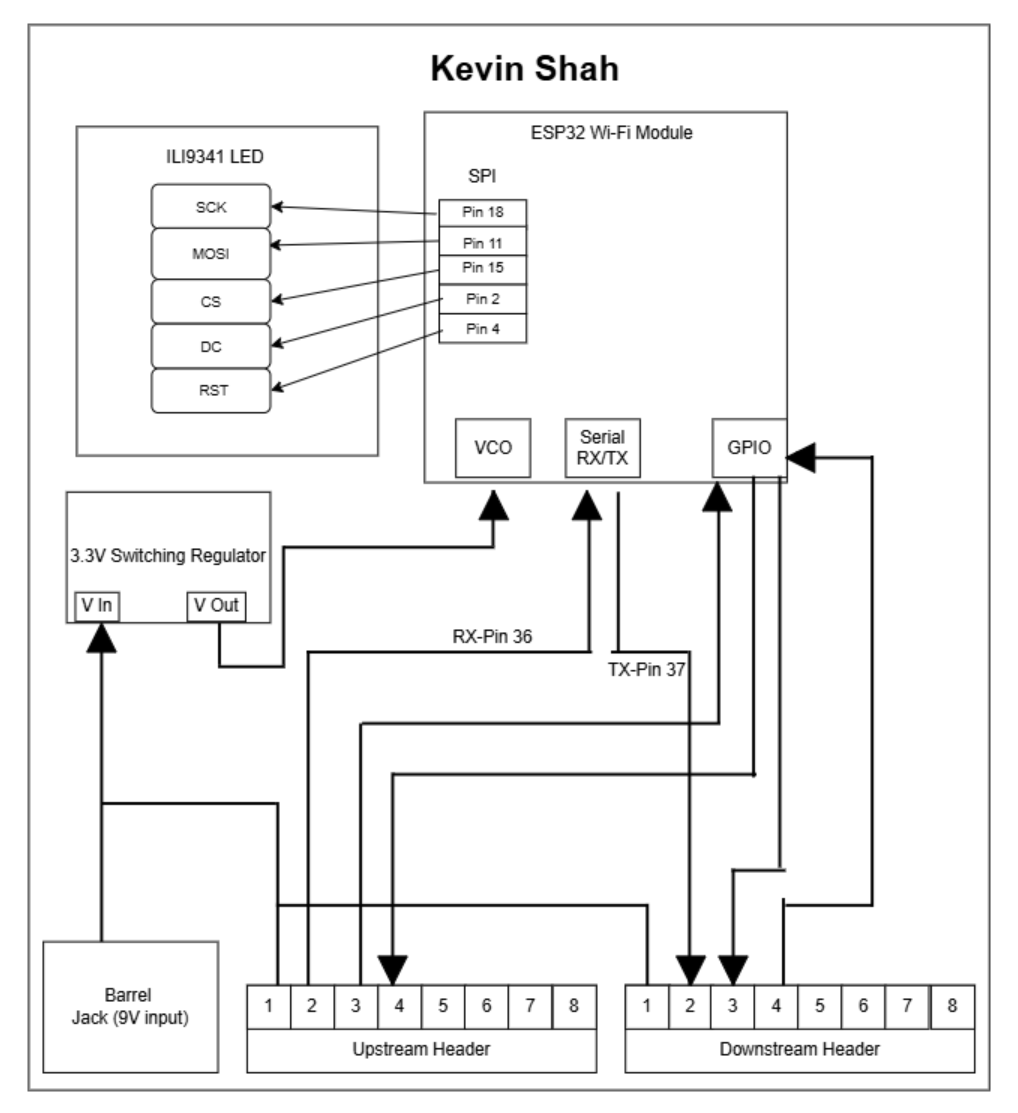 Kevin Shah
ESP32 Wi-Fi Module
ILI9341 LED
SPI
SCK
MOSI
CS
DC
RST
Pin 18
Pin 11
Pin 15
Pin 2
Pin 4
VCO
Serial
RX/TX
GPIO
3.3V Switching Regulator
V In
V Out
RX-Pin 36
TX-Pin 37
Barrel
Jack (9V input)
1 2 3 4 5 6 7 8
Upstream Header
1 2 3 4 5 6 7 8
Downstream Header